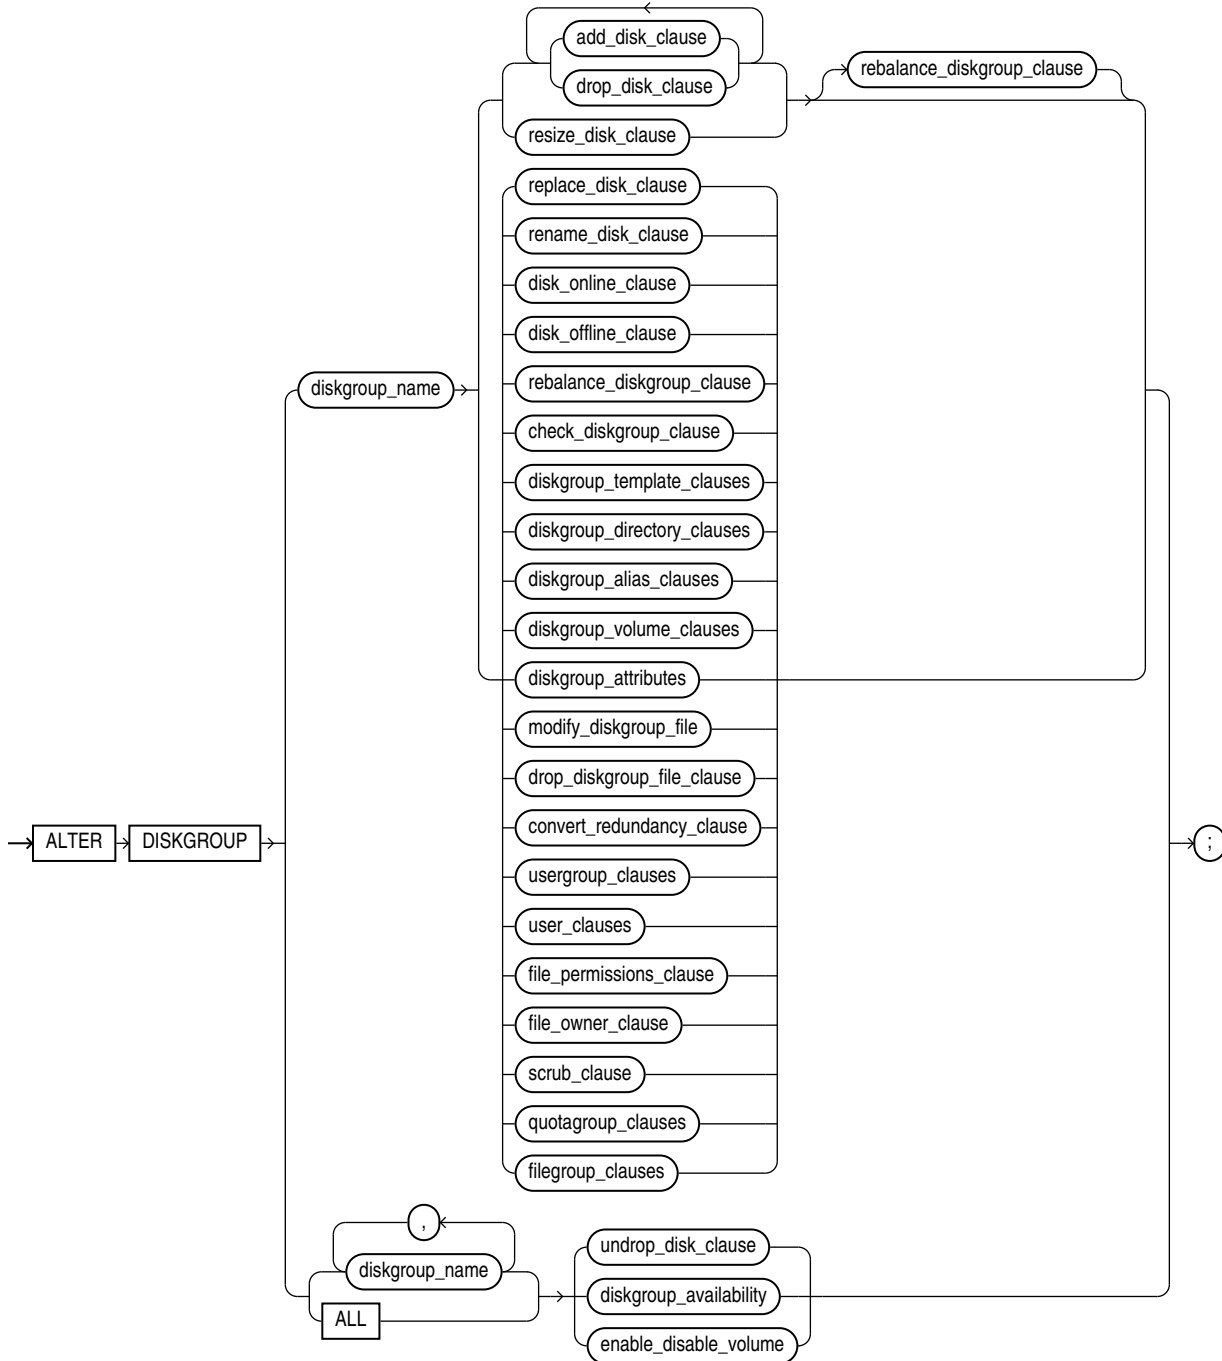 add_disk_clause
drop_disk_clause
rebalance_diskgroup_clause
resize_disk_clause
replace_disk_clause
rename_disk_clause
disk_online_clause
disk_offline_clause
diskgroup_name
rebalance_diskgroup_clause
check_diskgroup_clause
diskgroup_template_clauses
diskgroup_directory_clauses
diskgroup_alias_clauses
diskgroup_volume_clauses
diskgroup_attributes
modify_diskgroup_file
drop_diskgroup_file_clause
convert_redundancy_clause
ALTER DISKGROUP ;
usergroup_clauses
user_clauses
file_permissions_clause
file_owner_clause
scrub_clause
quotagroup_clauses
filegroup_clauses
,
diskgroup_name
ALL
undrop_disk_clause
diskgroup_availability
enable_disable_volume